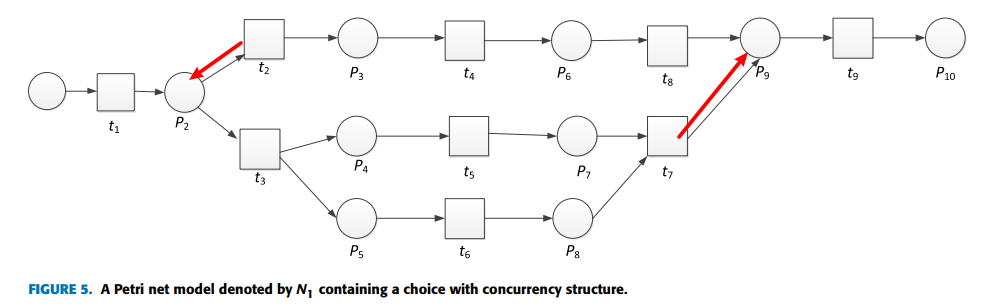 t2 P3 t4 P6 t8 P9 t9 P10
t1 P2
t3 P4 t5 P7 t7
P5 t6 P8
FIGURE 5. A Petri net model denoted by N1 containing a choice with concurrency structure.